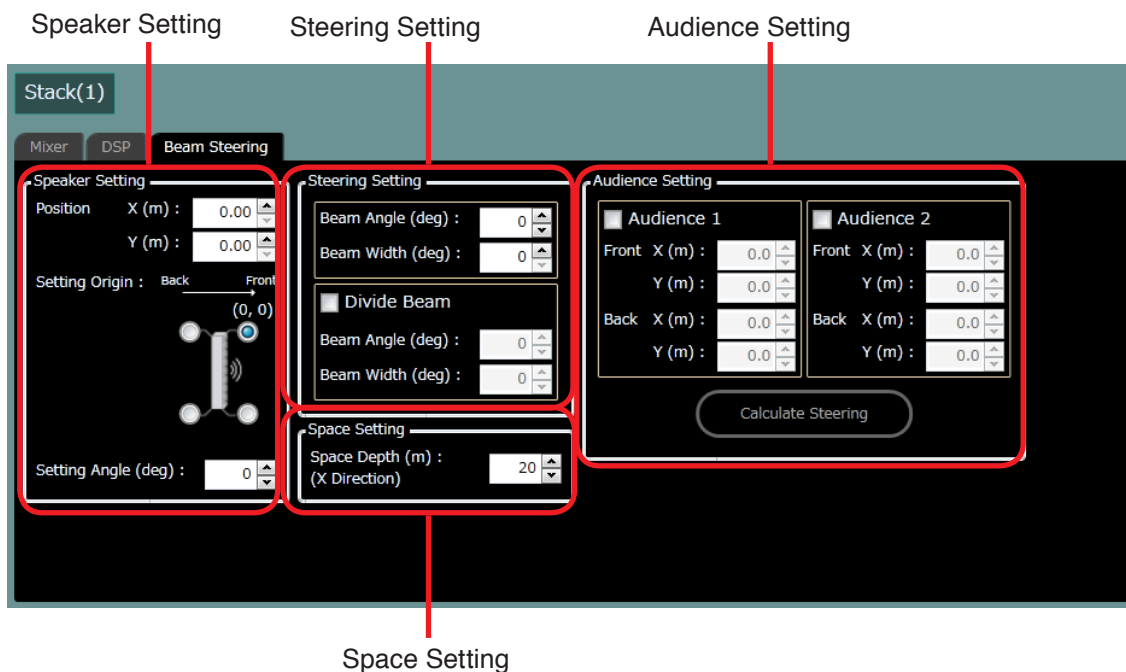 Speaker Setting
Steering Setting
Audience Setting
Stack(1)
Mixer
DSP
Beam Steering
Speaker Setting
Position X (m) : 0.00
Y (m) : 0.00
Setting Origin : Back Front
(0, 0)
Setting Angle (deg) : 0
Steering Setting
Beam Angle (deg) : 0
Beam Width (deg) : 0
Divide Beam
Beam Angle (deg) : 0
Beam Width (deg) : 0
Space Setting
Space Depth (m) : 20
(X Direction)
Audience Setting
Audience 1
Front X (m) : 0.0
Y (m) : 0.0
Back X (m) : 0.0
Y (m) : 0.0
Audience 2
Front X (m) : 0.0
Y (m) : 0.0
Back X (m) : 0.0
Y (m) : 0.0
Calculate Steering
Space Setting